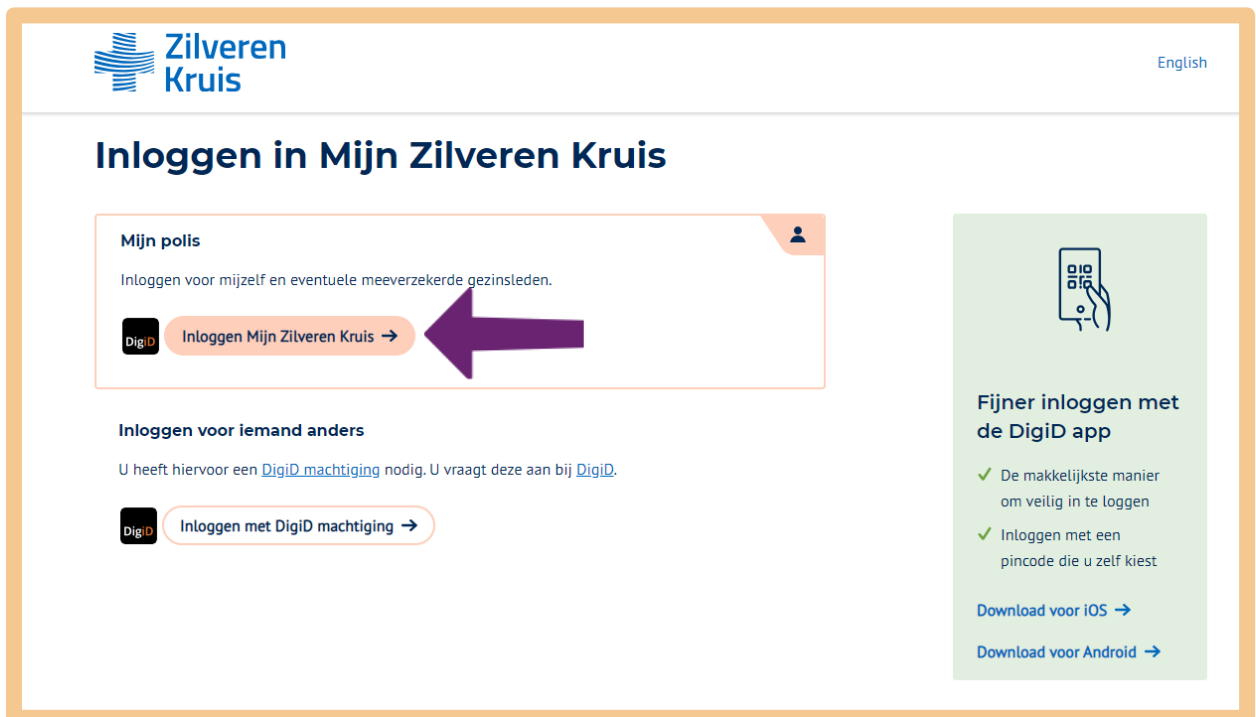 Zilveren
Kruis
English
Inloggen in Mijn Zilveren Kruis
Mijn polis
Inloggen voor mijzelf en eventuele meeverzekerde gezinsleden.
DigiD
Inloggen Mijn Zilveren Kruis →
Inloggen voor iemand anders
U heeft hiervoor een DigiD machtiging nodig. U vraagt deze aan bij DigiD.
DigiD
Inloggen met DigiD machtiging →
Fijner inloggen met
de DigiD app
✓ De makkelijkste manier
om veilig in te loggen
✓ Inloggen met een
pincode die u zelf kiest
Download voor iOS →
Download voor Android →